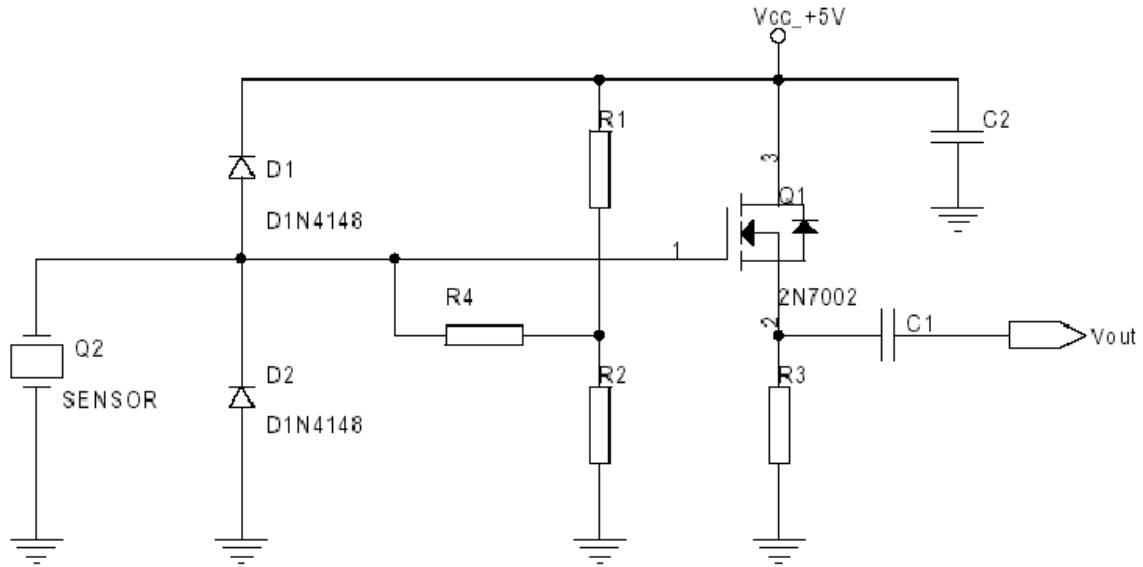 Vcc_+5V
R1
C2
3
D1
Q1
D1N4148
1
R4
2N7002
2
C1
Vout
Q2
D2
R2
R3
SENSOR
D1N4148